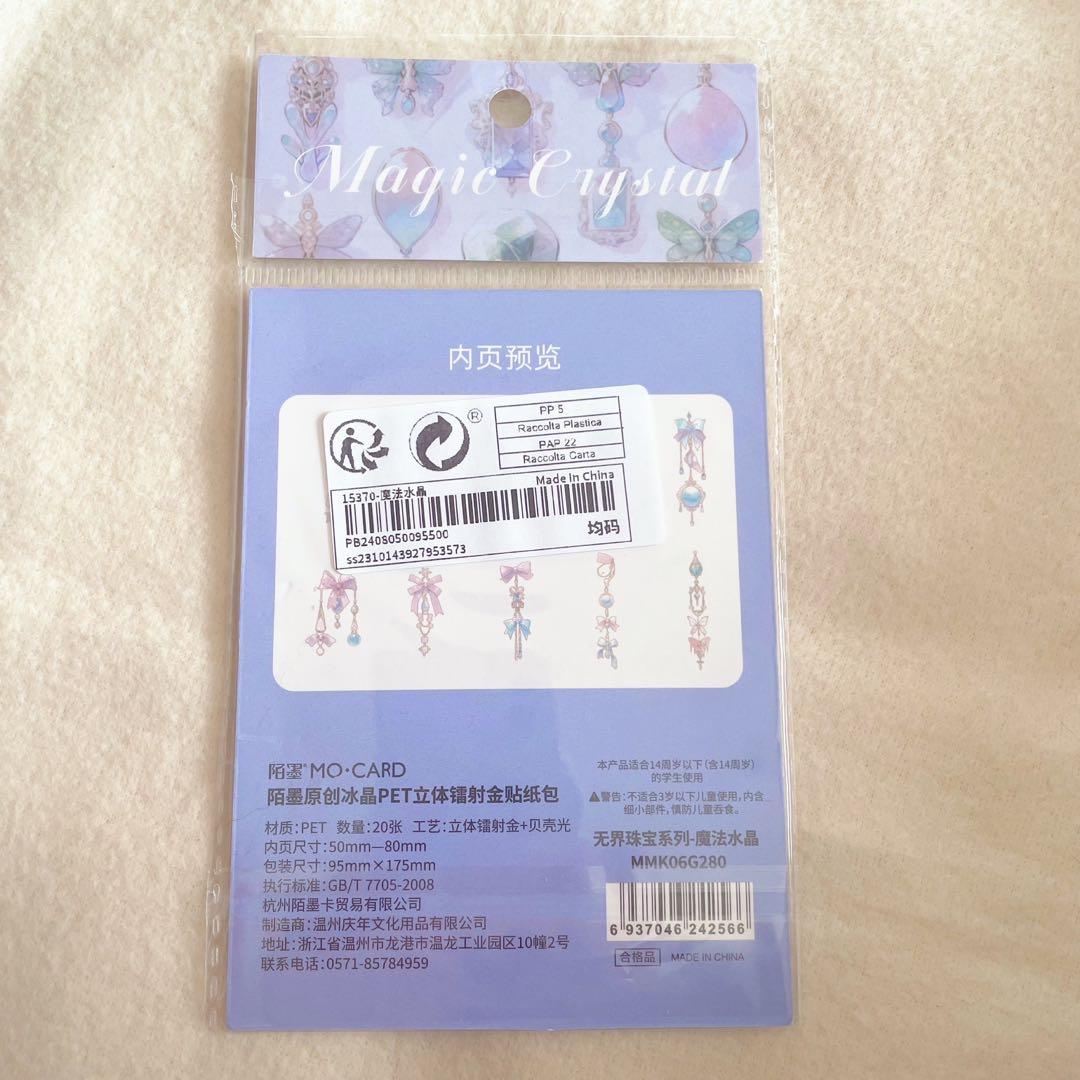 Magic Crystal
内页预览
®
PP 5
Raccolta Plastica
PAP 22
Raccolta Carta
Made In China
15370-魔法水晶
PB2408050095500
均码
ss2310143927953573
陌墨® MO·CARD
陌墨原创冰晶PET立体镭射金贴纸包
材质:PET 数量:20张 工艺:立体镭射金+贝壳光
内页尺寸:50mm—80mm
包装尺寸:95mm×175mm
执行标准:GB/T 7705-2008
杭州陌墨卡贸易有限公司
制造商:温州庆年文化用品有限公司
地址:浙江省温州市龙港市温龙工业园区10幢2号
联系电话:0571-85784959
本产品适合14周岁以下(含14周岁)
的学生使用
▲警告:不适合3岁以下儿童使用,内含
细小部件,慎防儿童吞食。
无界珠宝系列-魔法水晶
MMK06G280
6 937046 242566
合格品 MADE IN CHINA